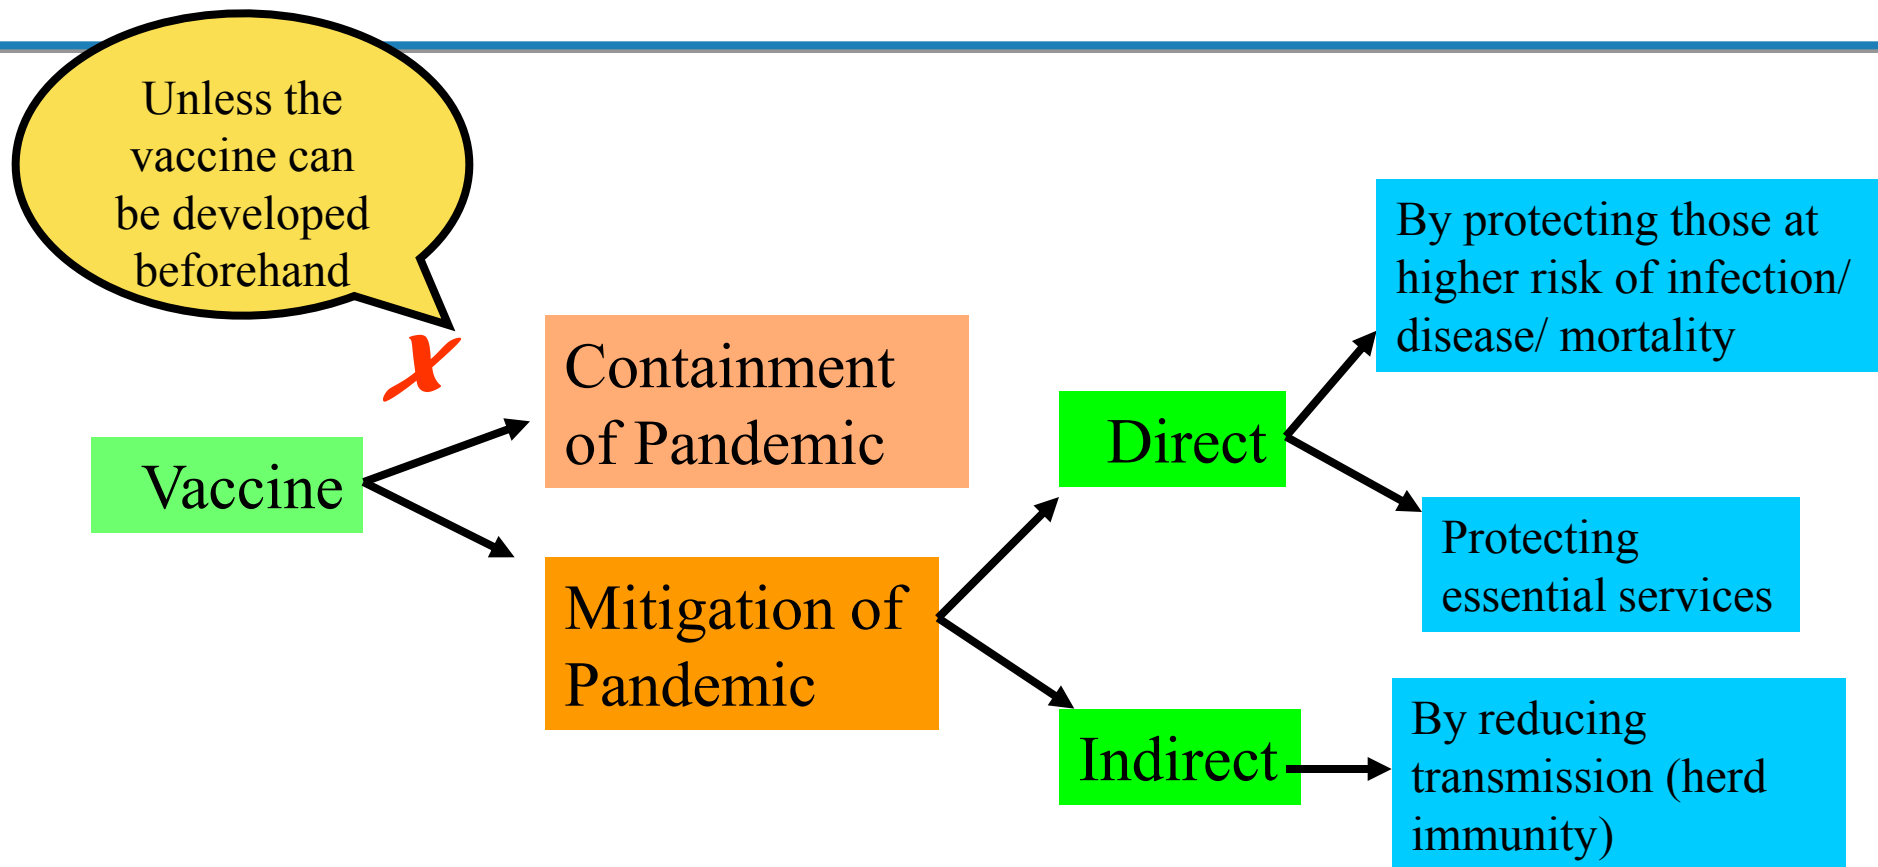 Unless the
vaccine can
be developed
beforehand
x
Vaccine
Containment
of Pandemic
Mitigation of
Pandemic
Direct
Indirect
By protecting those at
higher risk of infection/
disease/ mortality
Protecting
essential services
By reducing
transmission (herd
immunity)